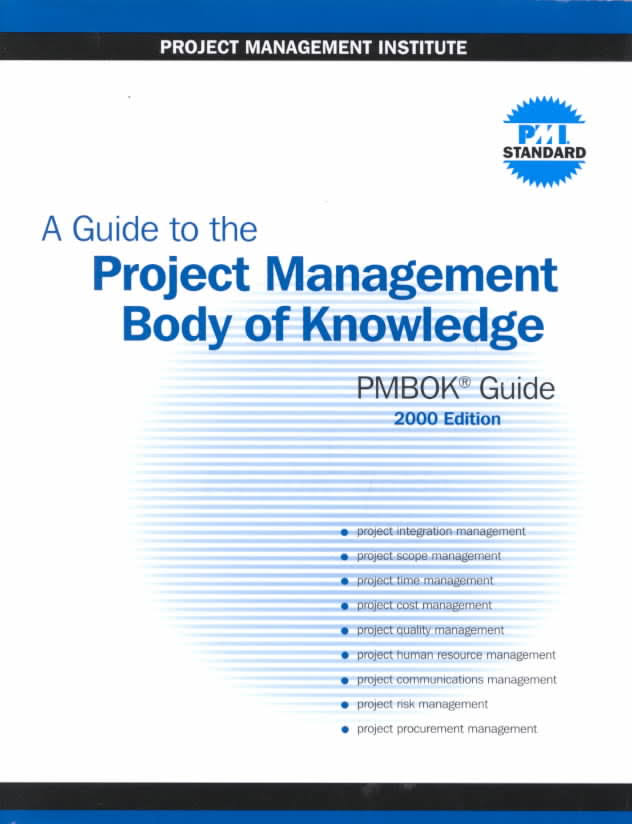 PROJECT MANAGEMENT INSTITUTE
PMI®
STANDARD
A Guide to the
Project Management
Body of Knowledge
PMBOK® Guide
2000 Edition
• project integration management
• project scope management
• project time management
• project cost management
• project quality management
• project human resource management
• project communications management
• project risk management
• project procurement management